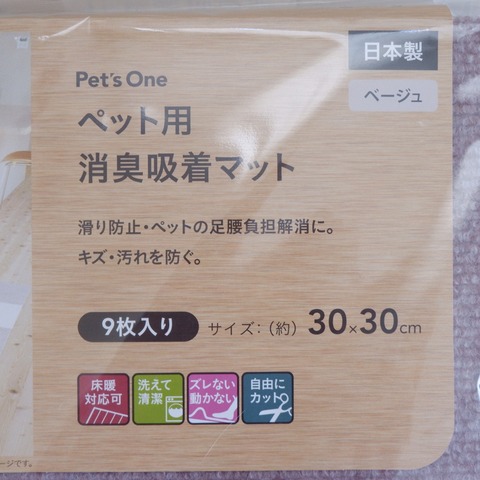 日本製
Pet's One
ベージュ
ペット用
消臭吸着マット
滑り防止・ペットの足腰負担解消に。
キズ・汚れを防ぐ。
9枚入り サイズ：（約） 30×30cm
床暖
対応可
洗えて
清潔
ズレない
動かない
自由に
カット
ージです。